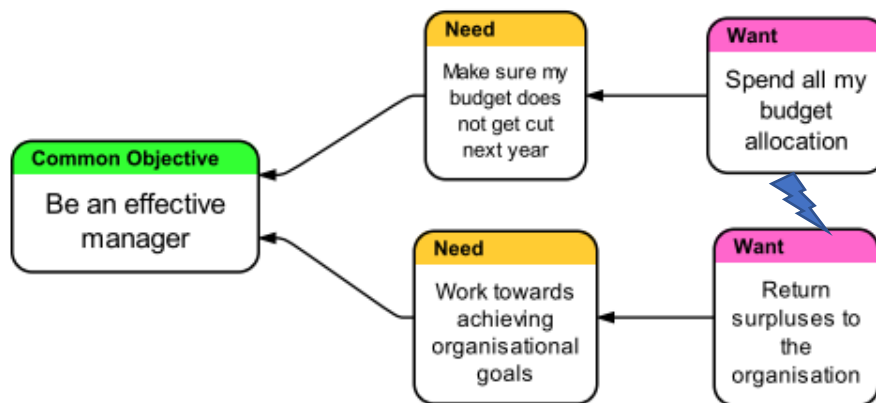 Need
Make sure my
budget does
not get cut
next year
Want
Spend all my
budget
allocation
Common Objective
Be an effective
manager
Need
Work towards
achieving
organisational
goals
Want
Return
surpluses to
the
organisation